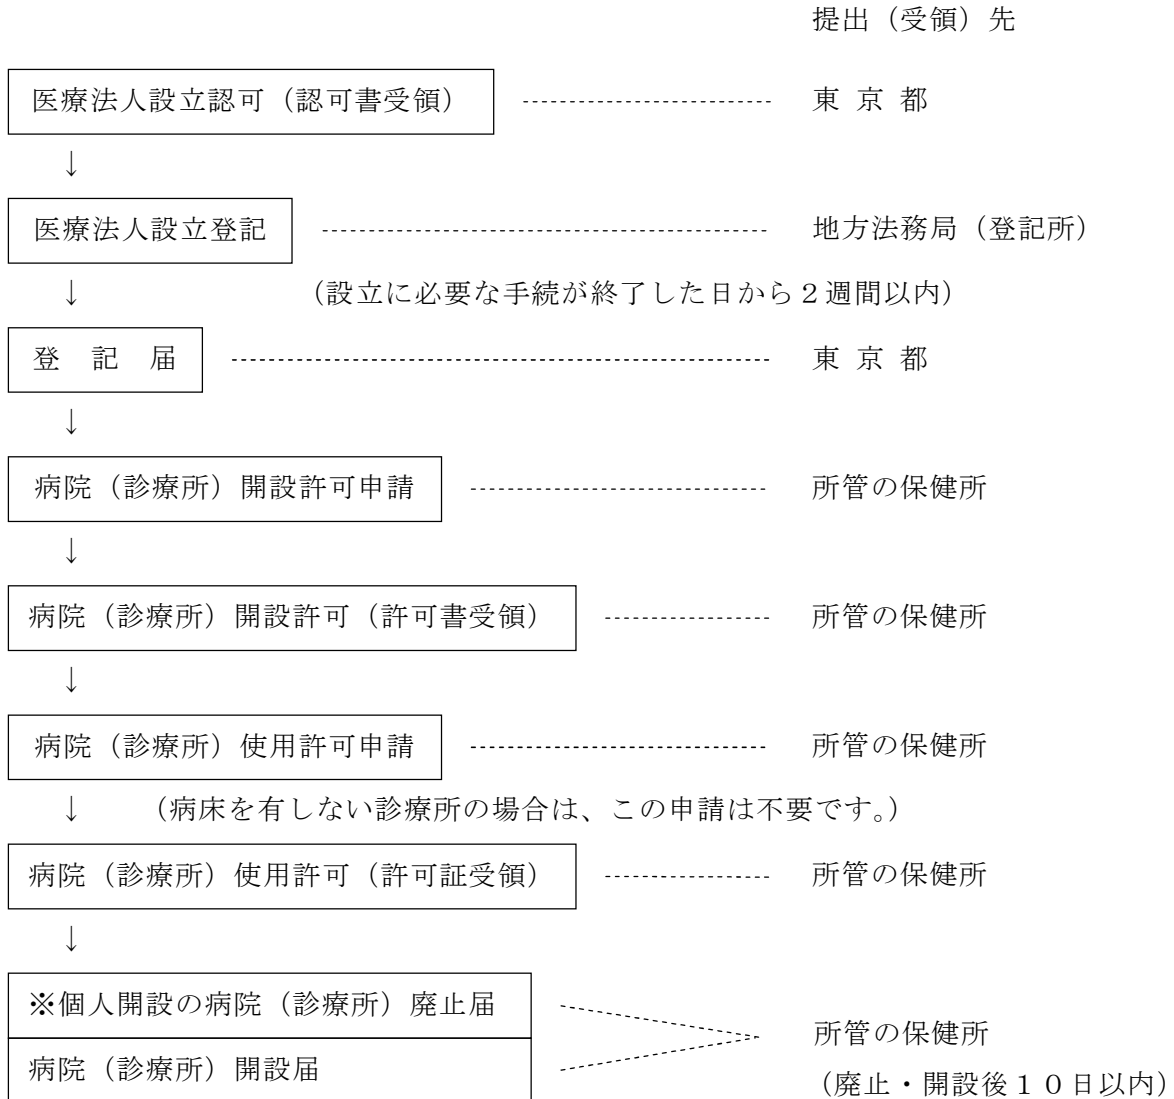 提出（受領）先
医療法人設立認可（認可書受領） 東 京 都
↓
医療法人設立登記 地方法務局（登記所）
↓ （設立に必要な手続が終了した日から２週間以内）
登 記 届 東 京 都
↓
病院（診療所）開設許可申請 所管の保健所
↓
病院（診療所）開設許可（許可書受領） 所管の保健所
↓
病院（診療所）使用許可申請 所管の保健所
↓ （病床を有しない診療所の場合は、この申請は不要です。）
病院（診療所）使用許可（許可証受領） 所管の保健所
↓
※個人開設の病院（診療所）廃止届
所管の保健所
病院（診療所）開設届
（廃止・開設後１０日以内）